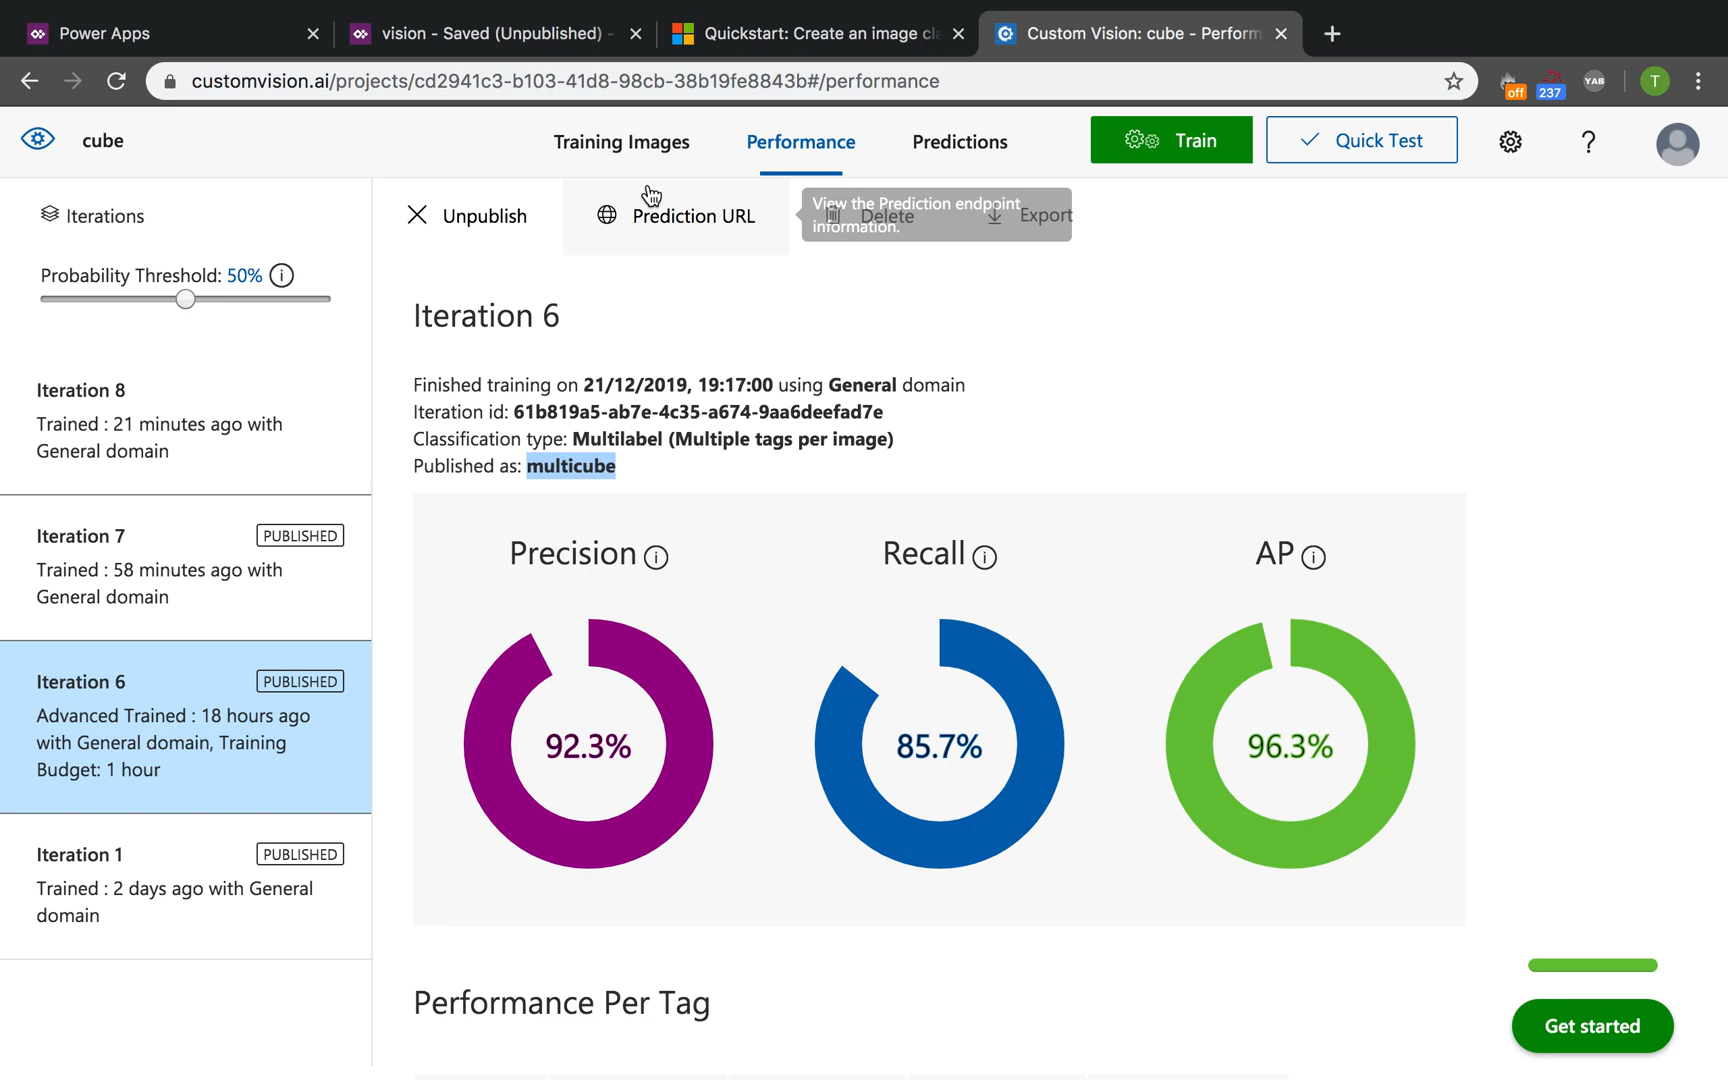 Power Apps
vision - Saved (Unpublished) -
Quickstart: Create an image cl
Custom Vision: cube - Perform
customvision.ai/projects/cd2941c3-b103-41d8-98cb-38b19fe8843b#/performance
off
237
YAB
T
cube
Training Images
Performance
Predictions
Train
Quick Test
?
Iterations
Unpublish
Prediction URL
Delete
Export
View the Prediction endpoint
information.
Probability Threshold: 50%
Iteration 8
Trained : 21 minutes ago with
General domain
Iteration 7
PUBLISHED
Trained : 58 minutes ago with
General domain
Iteration 6
PUBLISHED
Advanced Trained : 18 hours ago
with General domain, Training
Budget: 1 hour
Iteration 1
PUBLISHED
Trained : 2 days ago with General
domain
Iteration 6
Finished training on 21/12/2019, 19:17:00 using General domain
Iteration id: 61b819a5-ab7e-4c35-a674-9aa6deefad7e
Classification type: Multilabel (Multiple tags per image)
Published as: multicube
Precision
Recall
AP
92.3%
85.7%
96.3%
Performance Per Tag
Get started